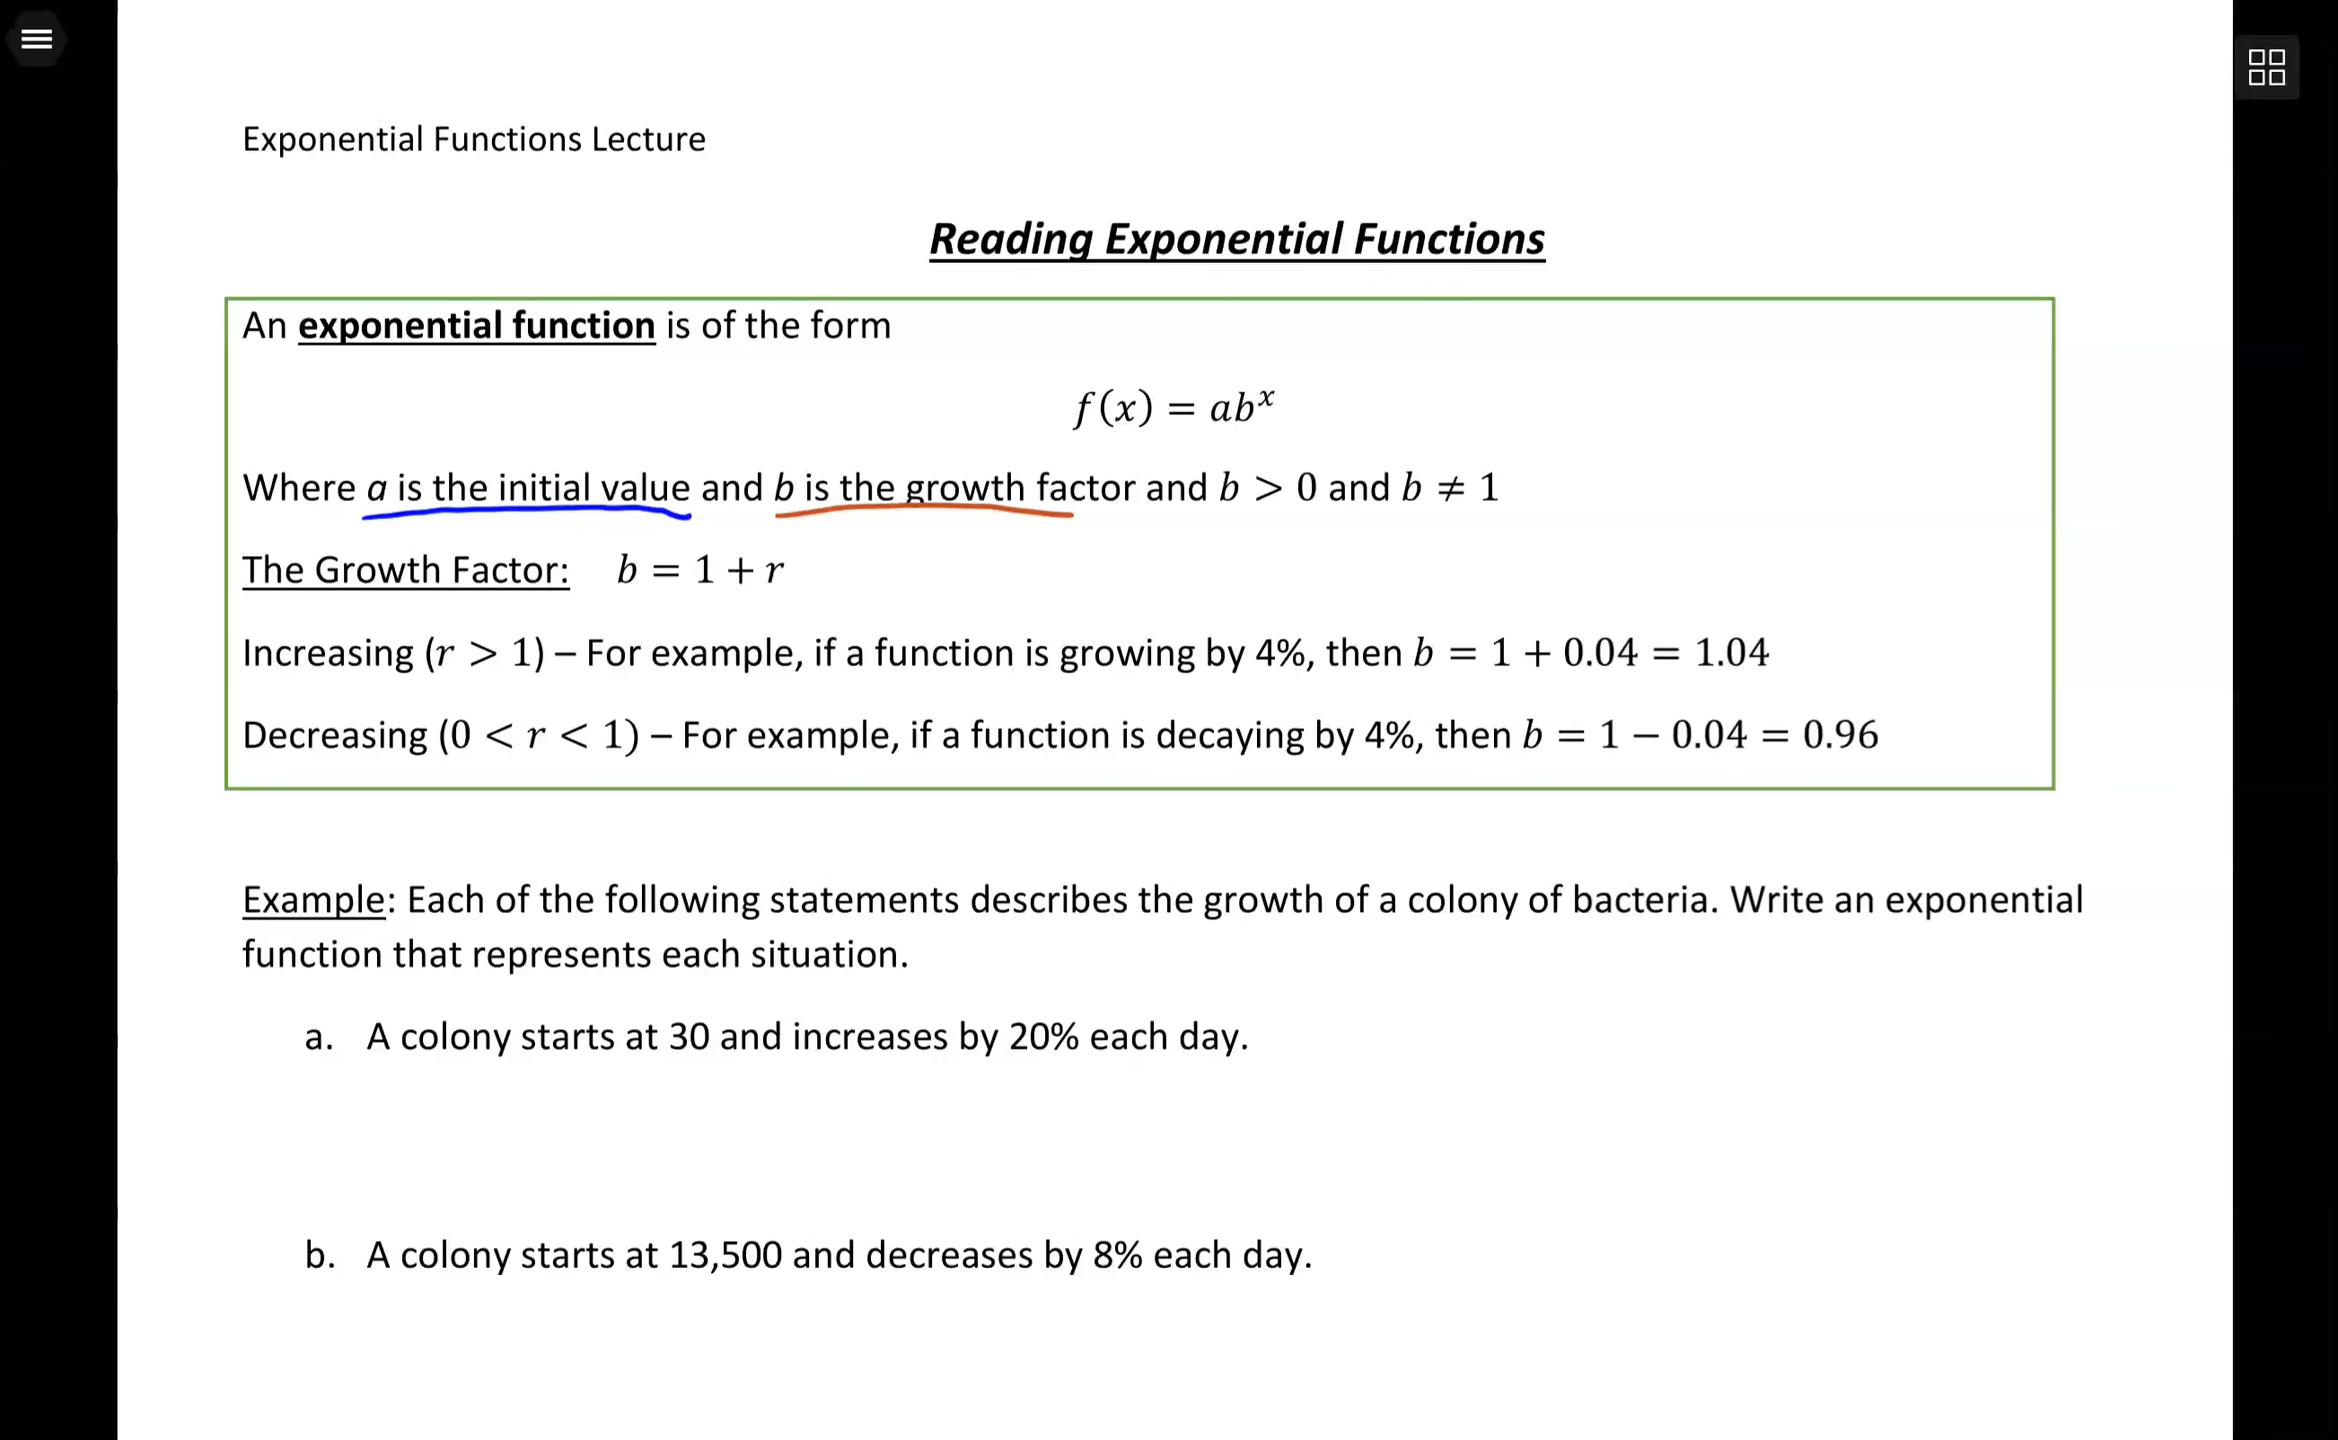 Exponential Functions Lecture
Reading Exponential Functions
An exponential function is of the form
f(x) = abˣ
Where a is the initial value and b is the growth factor and b > 0 and b ≠ 1
The Growth Factor: b = 1 + r
Increasing (r > 1) – For example, if a function is growing by 4%, then b = 1 + 0.04 = 1.04
Decreasing (0 < r < 1) – For example, if a function is decaying by 4%, then b = 1 − 0.04 = 0.96
Example: Each of the following statements describes the growth of a colony of bacteria. Write an exponential
function that represents each situation.
a. A colony starts at 30 and increases by 20% each day.
b. A colony starts at 13,500 and decreases by 8% each day.